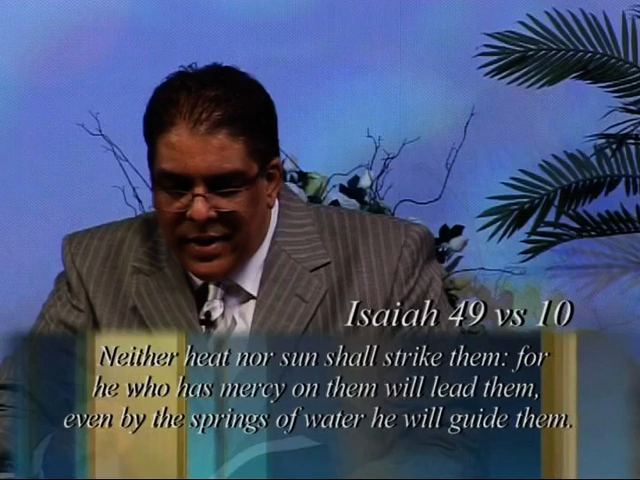 Isaiah 49 vs 10
Neither heat nor sun shall strike them: for
he who has mercy on them will lead them,
even by the springs of water he will guide them.